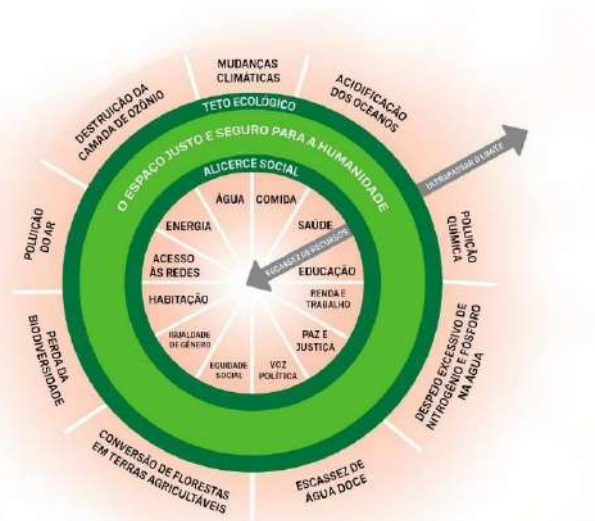 MUDANÇAS
CLIMÁTICAS
ACIDIFICAÇÃO
DOS OCEANOS
DESTRUIÇÃO DA
CAMADA DE OZÔNIO
TETO ECOLÓGICO
O ESPAÇO JUSTO E SEGURO PARA A HUMANIDADE
ALICERCE SOCIAL
ULTRAPASSAR O LIMITE
ÁGUA
COMIDA
ENERGIA
SAÚDE
ESCASSEZ DE RECURSOS
POLUIÇÃO
DO AR
POLUIÇÃO
QUÍMICA
ACESSO
ÀS REDES
EDUCAÇÃO
HABITAÇÃO
RENDA E
TRABALHO
IGUALDADE
DE GÊNERO
PAZ E
JUSTIÇA
EQUIDADE
SOCIAL
VOZ
POLÍTICA
PERDA DA
BIODIVERSIDADE
DESPEJO EXCESSIVO DE
NITROGÊNIO E FÓSFORO
NA ÁGUA
CONVERSÃO DE FLORESTAS
EM TERRAS AGRICULTÁVEIS
ESCASSEZ DE
ÁGUA DOCE